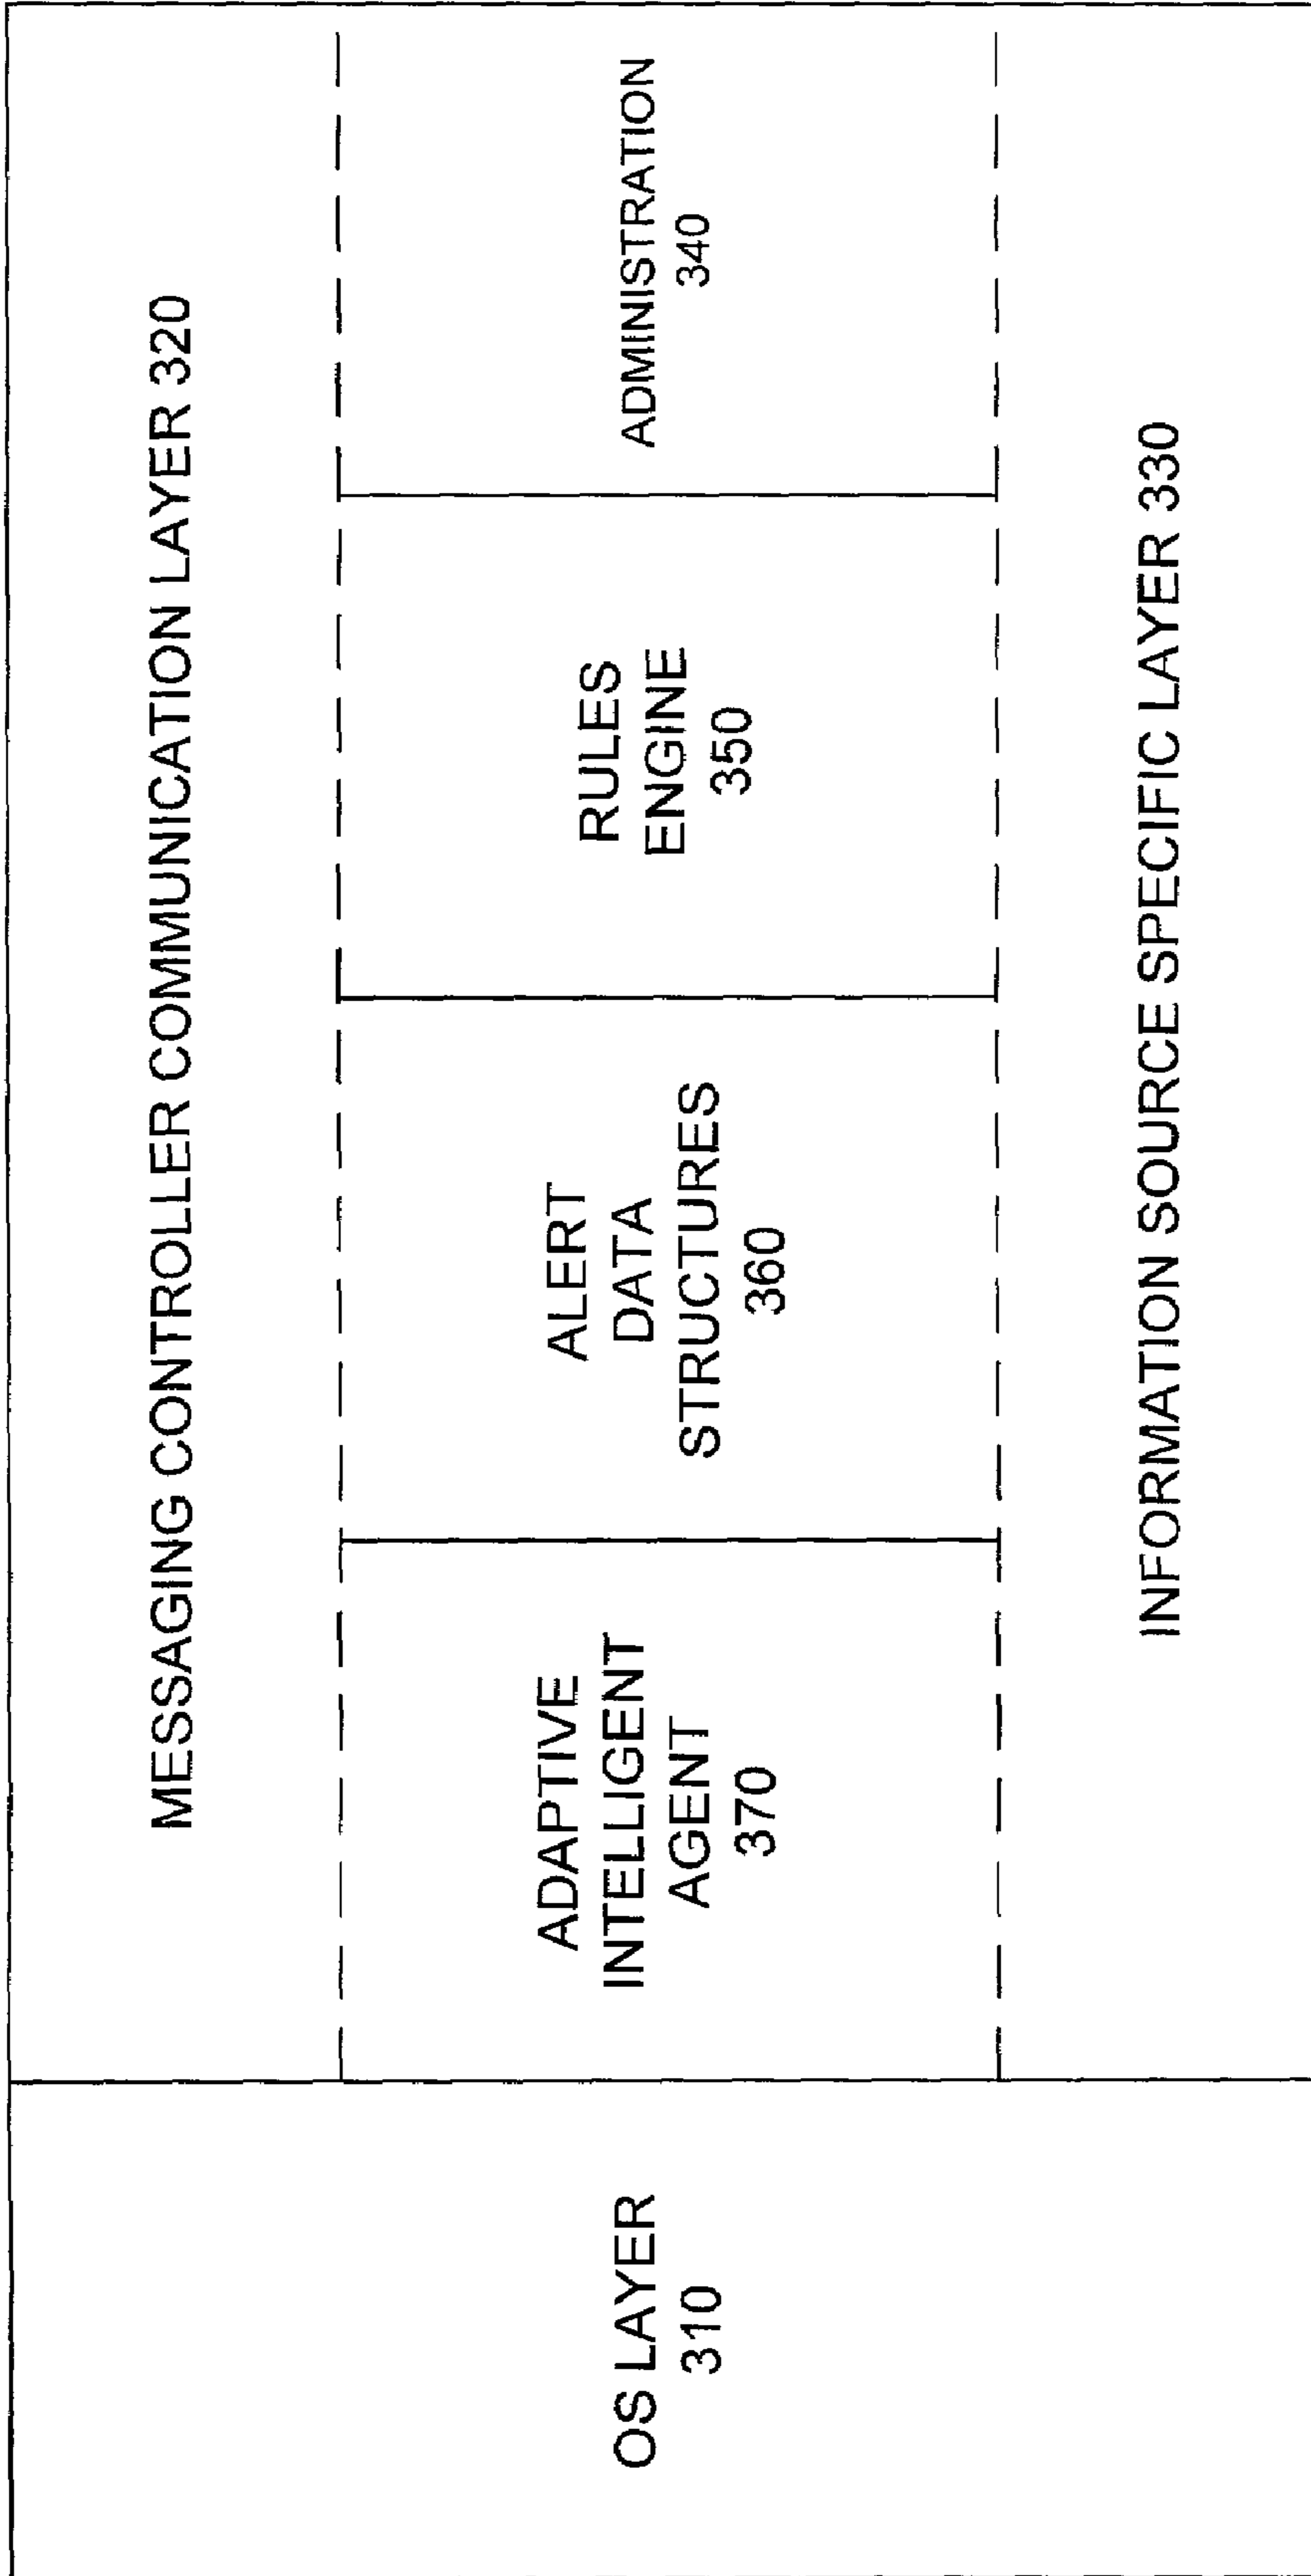 MESSAGING CONTROLLER COMMUNICATION LAYER 320
ADAPTIVE
INTELLIGENT
AGENT
370
ALERT
DATA
STRUCTURES
360
RULES
ENGINE
350
ADMINISTRATION
340
INFORMATION SOURCE SPECIFIC LAYER 330
OS LAYER
310